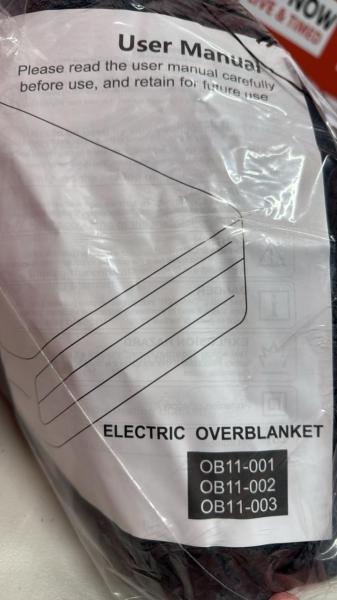 NOW
User Manual
Please read the user manual carefully
before use, and retain for future use
ELECTRIC OVERBLANKET
OB11-001
OB11-002
OB11-003